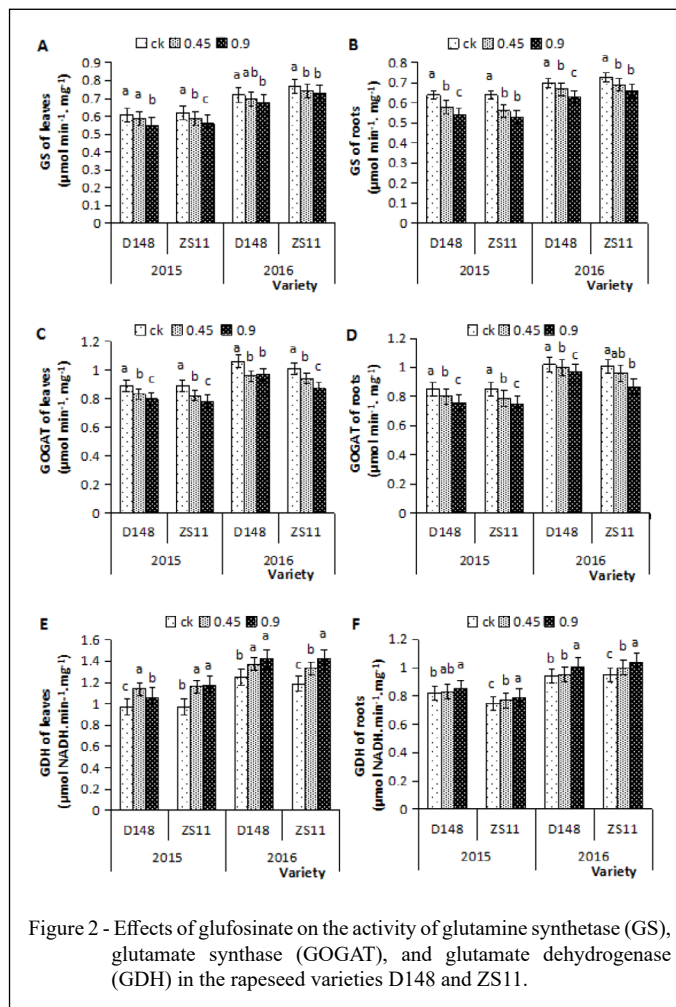 A □ck 0.45 0.9
a a b a b c a ab b a b b
GS of leaves
(µmol min⁻¹. mg⁻¹)
0.9
0.8
0.7
0.6
0.5
0.4
0.3
0.2
0.1
0
D148 ZS11 D148 ZS11
2015 2016
Variety
B ck 0.45 0.9
a b c a b b a b c a b b
GS of roots
(µmol min⁻¹. mg⁻¹)
0.8
0.7
0.6
0.5
0.4
0.3
0.2
0.1
0
D148 ZS11 D148 ZS11
2015 2016
Variety
C ck 0.45 0.9
a b c a b c a b b a b c
GOGAT of leaves
(µmol min⁻¹. mg⁻¹)
1.2
1
0.8
0.6
0.4
0.2
0
D148 ZS11 D148 ZS11
2015 2016
Variety
D ck 0.45 0.9
a b c a b c a b c a ab b
GOGAT of roots
(µmol min⁻¹. mg⁻¹)
1.2
1
0.8
0.6
0.4
0.2
0
D148 ZS11 D148 ZS11
2015 2016
Variety
E ck 0.45 0.9
c a b b a a b a a c b a
GDH of leaves
(µmol NADH.min⁻¹.mg⁻¹)
1.6
1.4
1.2
1
0.8
0.6
0.4
0.2
0
D148 ZS11 D148 ZS11
2015 2016
Variety
F ck 0.45 0.9
b ab a c b a b b a c b a
GDH of roots
(µmol NADH.min⁻¹.mg⁻¹)
1.2
1
0.8
0.6
0.4
0.2
0
D148 ZS11 D148 ZS11
2015 2016
Variety
Figure 2 - Effects of glufosinate on the activity of glutamine synthetase (GS),
glutamate synthase (GOGAT), and glutamate dehydrogenase
(GDH) in the rapeseed varieties D148 and ZS11.